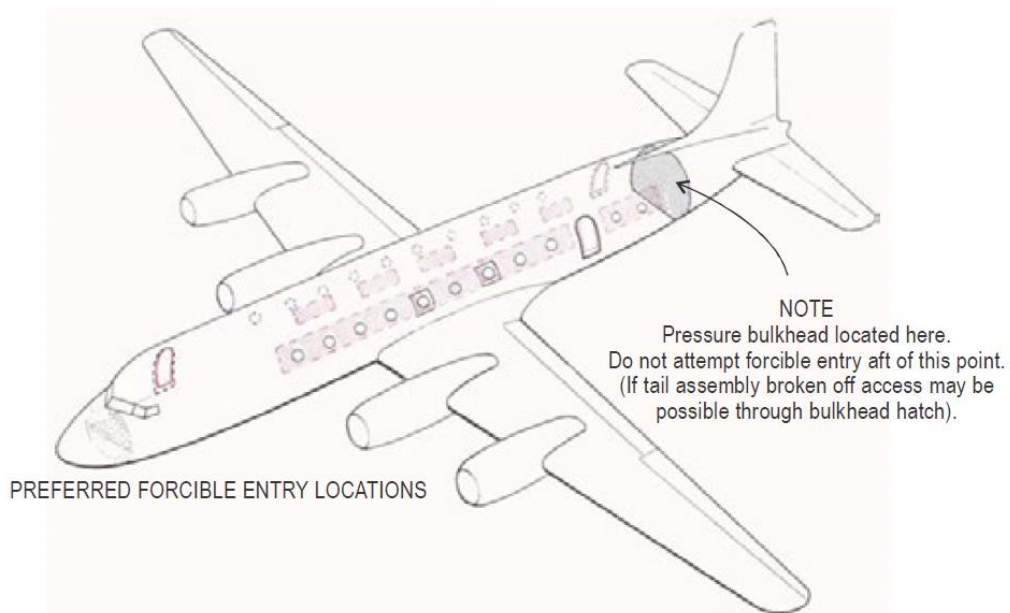 NOTE
Pressure bulkhead located here.
Do not attempt forcible entry aft of this point.
(If tail assembly broken off access may be
possible through bulkhead hatch).
PREFERRED FORCIBLE ENTRY LOCATIONS